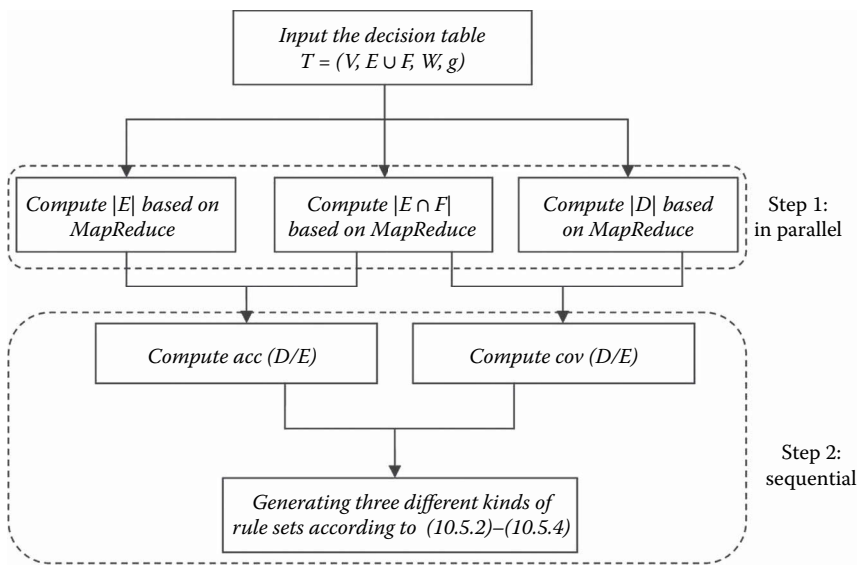 Input the decision table
T = (V, E ∪ F, W, g)
Compute |E| based on
MapReduce
Compute |E ∩ F|
based on MapReduce
Compute |D| based
on MapReduce
Step 1:
in parallel
Compute acc (D/E)
Compute cov (D/E)
Step 2:
sequential
Generating three different kinds of
rule sets according to (10.5.2)–(10.5.4)